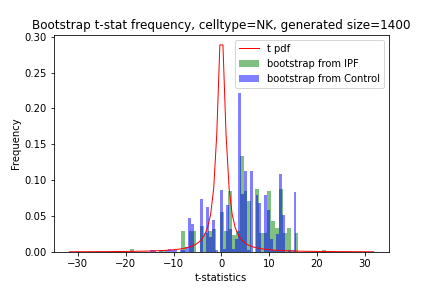 Bootstrap t-stat frequency, celltype=NK, generated size=1400
t pdf
bootstrap from IPF
bootstrap from Control
Frequency
0.30
0.25
0.20
0.15
0.10
0.05
0.00
−30 −20 −10 0 10 20 30
t-statistics